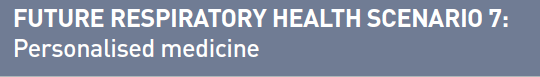 FUTURE RESPIRATORY HEALTH SCENARIO 7:
Personalised medicine